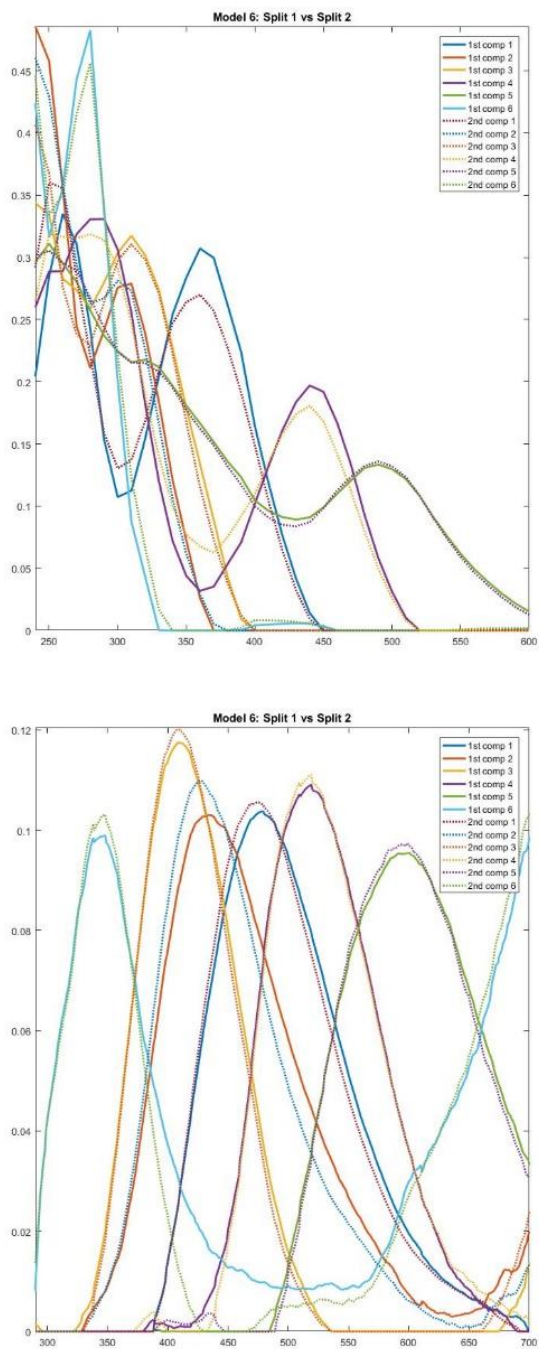 Model 6: Split 1 vs Split 2
0.45
0.4
0.35
0.3
0.25
0.2
0.15
0.1
0.05
0
250 300 350 400 450 500 550 600
1st comp 1
1st comp 2
1st comp 3
1st comp 4
1st comp 5
1st comp 6
2nd comp 1
2nd comp 2
2nd comp 3
2nd comp 4
2nd comp 5
2nd comp 6
Model 6: Split 1 vs Split 2
0.12
0.1
0.08
0.06
0.04
0.02
0
300 350 400 450 500 550 600 650 700
1st comp 1
1st comp 2
1st comp 3
1st comp 4
1st comp 5
1st comp 6
2nd comp 1
2nd comp 2
2nd comp 3
2nd comp 4
2nd comp 5
2nd comp 6